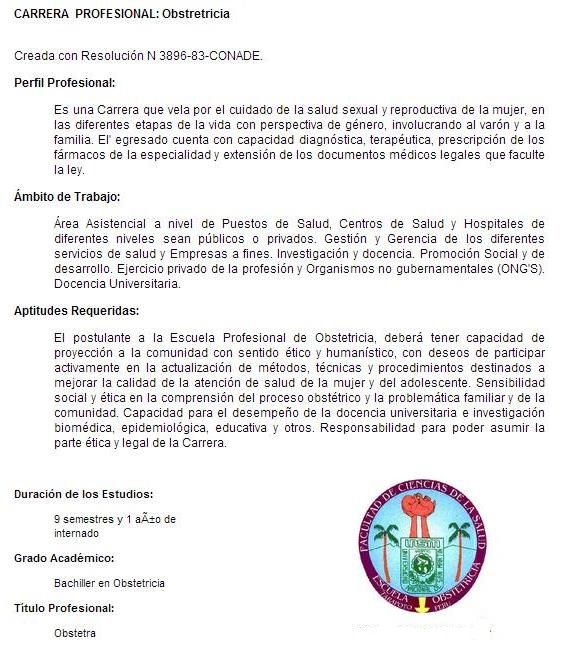 CARRERA PROFESIONAL: Obstretricia
Creada con Resolución N 3896-83-CONADE.
Perfil Profesional:
Es una Carrera que vela por el cuidado de la salud sexual y reproductiva de la mujer, en
las diferentes etapas de la vida con perspectiva de género, involucrando al varón y a la
familia. El' egresado cuenta con capacidad diagnóstica, terapéutica, prescripción de los
fármacos de la especialidad y extensión de los documentos médicos legales que faculte
la ley.
Ámbito de Trabajo:
Área Asistencial a nivel de Puestos de Salud, Centros de Salud y Hospitales de
diferentes niveles sean públicos o privados. Gestión y Gerencia de los diferentes
servicios de salud y Empresas a fines. Investigación y docencia. Promoción Social y de
desarrollo. Ejercicio privado de la profesión y Organismos no gubernamentales (ONG'S).
Docencia Universitaria.
Aptitudes Requeridas:
El postulante a la Escuela Profesional de Obstetricia, deberá tener capacidad de
proyección a la comunidad con sentido ético y humanístico, con deseos de participar
activamente en la actualización de métodos, técnicas y procedimientos destinados a
mejorar la calidad de la atención de salud de la mujer y del adolescente. Sensibilidad
social y ética en la comprensión del proceso obstétrico y la problemática familiar y de la
comunidad. Capacidad para el desempeño de la docencia universitaria e investigación
biomédica, epidemiológica, educativa y otros. Responsabilidad para poder asumir la
parte ética y legal de la Carrera.
Duración de los Estudios:
9 semestres y 1 aÃ±o de
internado
Grado Académico:
Bachiller en Obstetricia
Título Profesional:
Obstetra
FACULTAD DE CIENCIAS DE LA SALUD
UNSM
ESCUELA OBSTETRICIA
TARAPOTO PERU